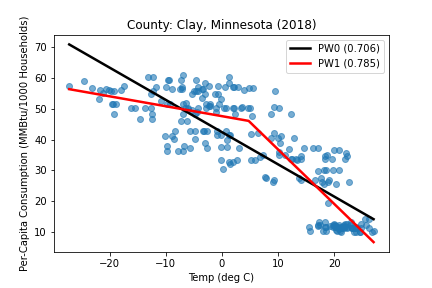 County: Clay, Minnesota (2018)
Per-Capita Consumption (MMBtu/1000 Households)
70
60
50
40
30
20
10
PW0 (0.706)
PW1 (0.785)
−20
−10
0
10
20
Temp (deg C)